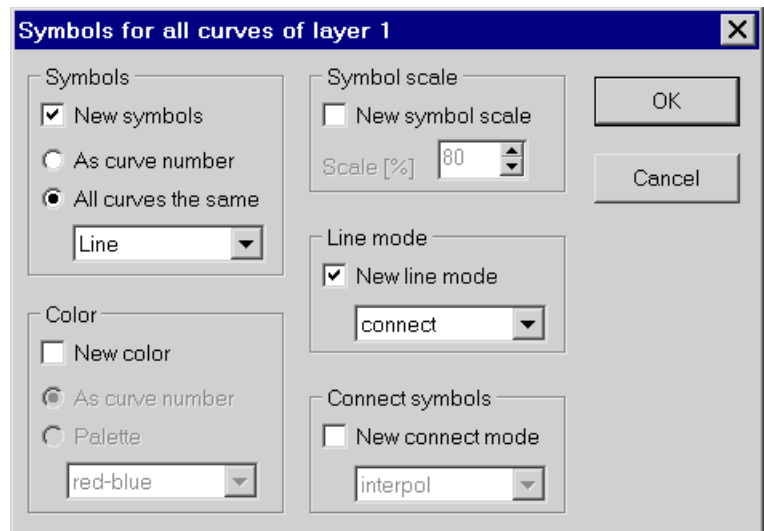 Symbols for all curves of layer 1
Symbols
New symbols
As curve number
All curves the same
Line
Color
New color
As curve number
Palette
red-blue
Symbol scale
New symbol scale
Scale [%]
80
Line mode
New line mode
connect
Connect symbols
New connect mode
interpol
OK
Cancel